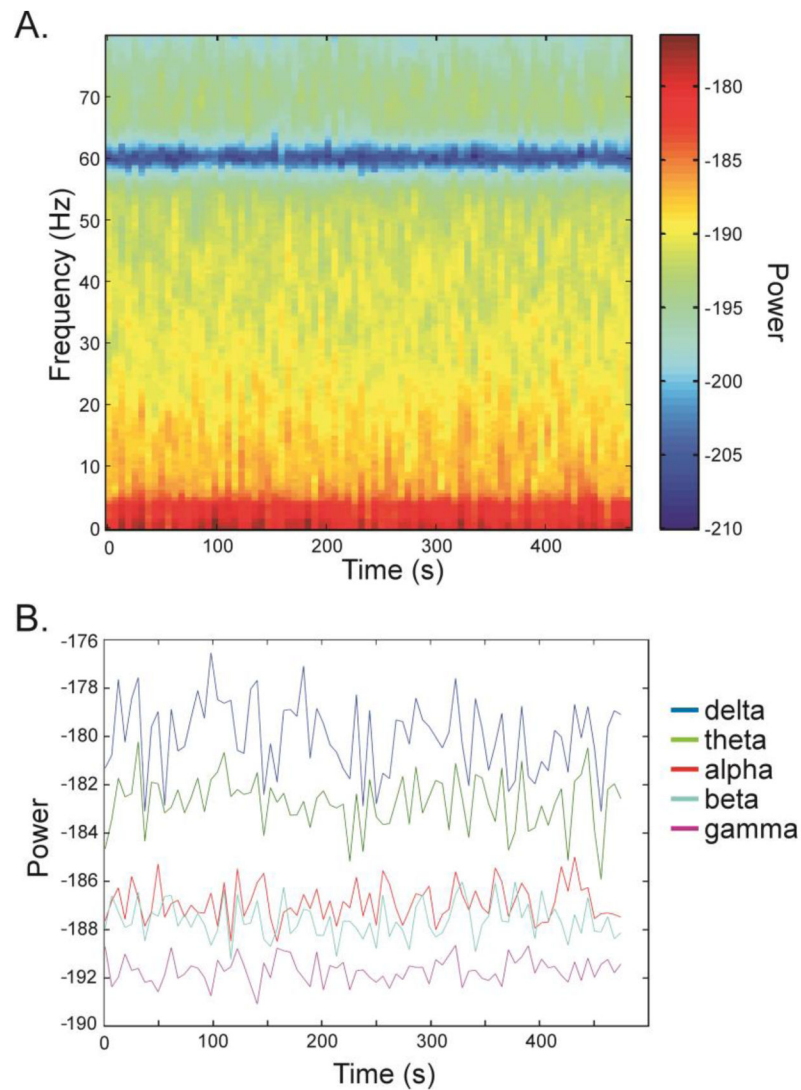 A.
70
60
50
40
30
20
10
0
Frequency (Hz)
0 100 200 300 400
Time (s)
-180
-185
-190
-195
-200
-205
-210
Power
B.
-176
-178
-180
-182
-184
-186
-188
-192
-190
Power
0 100 200 300 400
Time (s)
delta
theta
alpha
beta
gamma